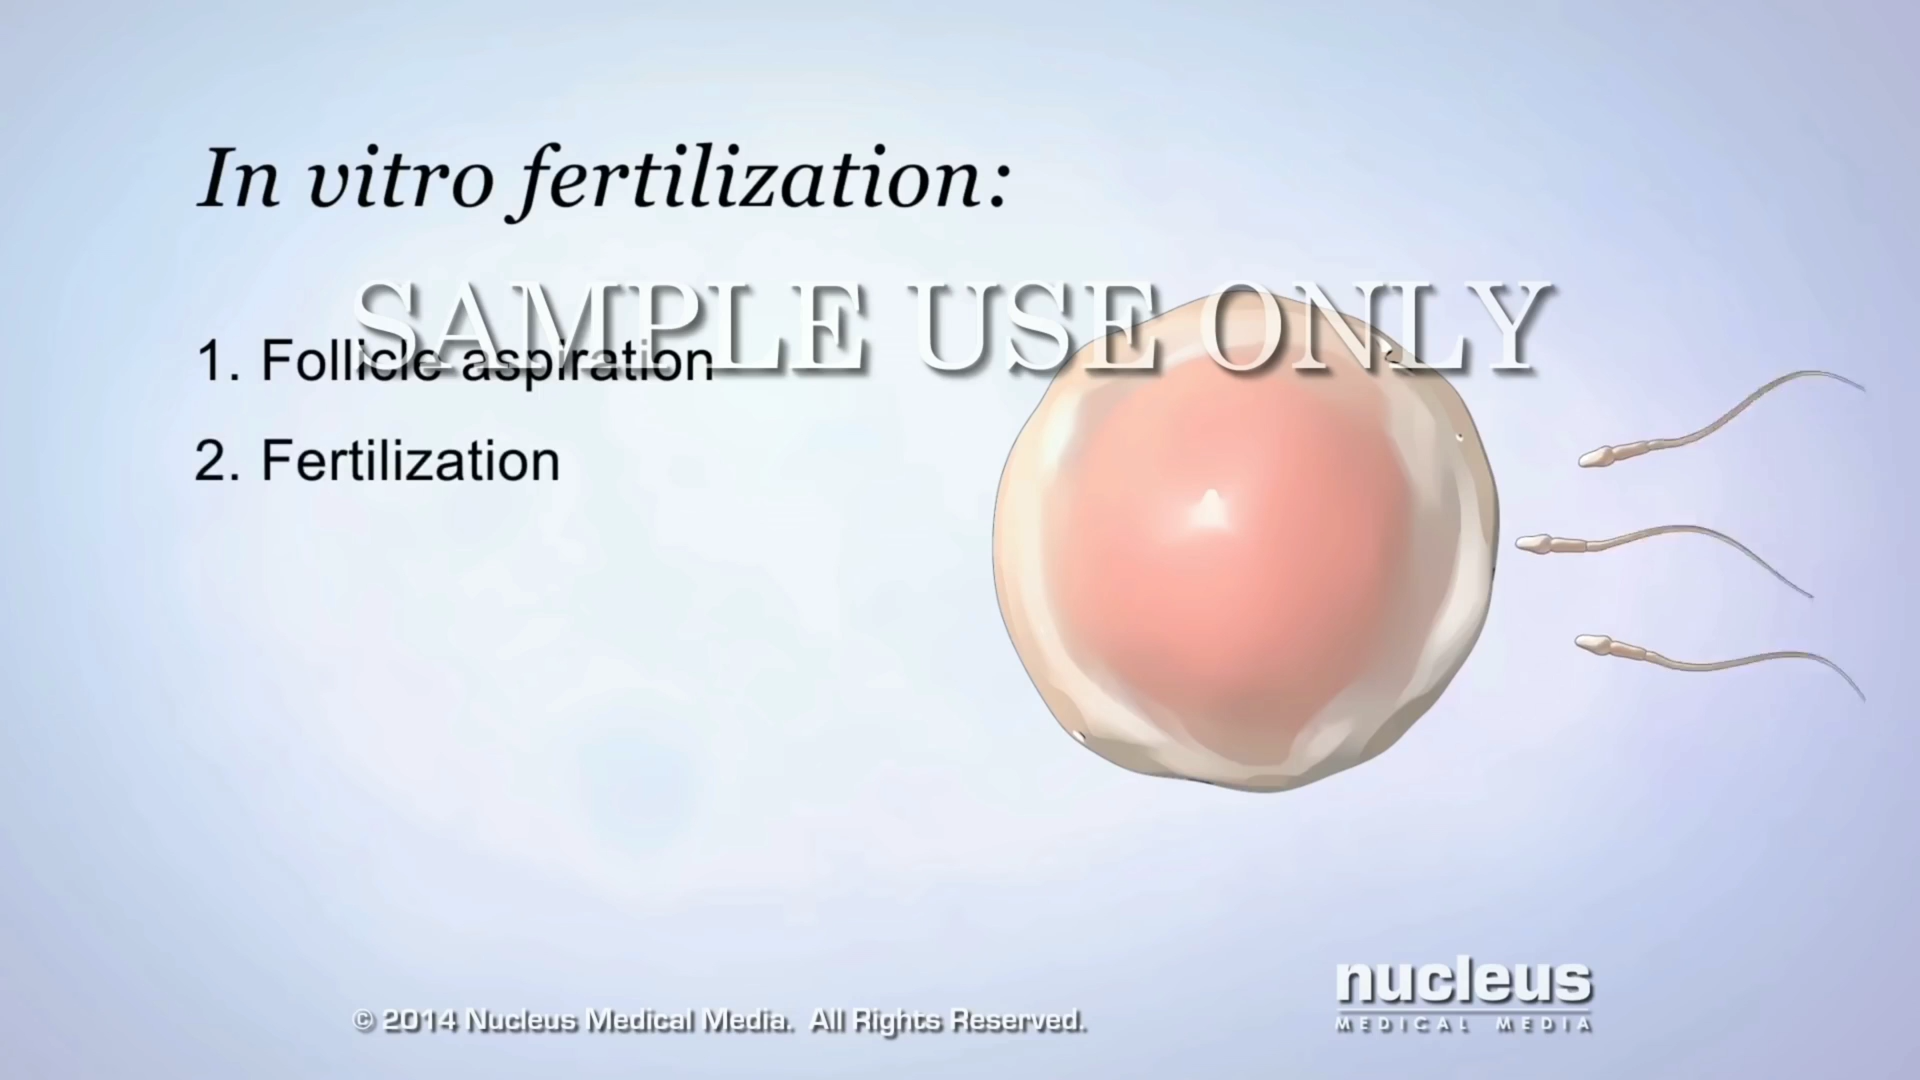 In vitro fertilization:
SAMPLE USE ONLY
1. Follicle aspiration
2. Fertilization
nucleus
MEDICAL MEDIA
© 2014 Nucleus Medical Media. All Rights Reserved.